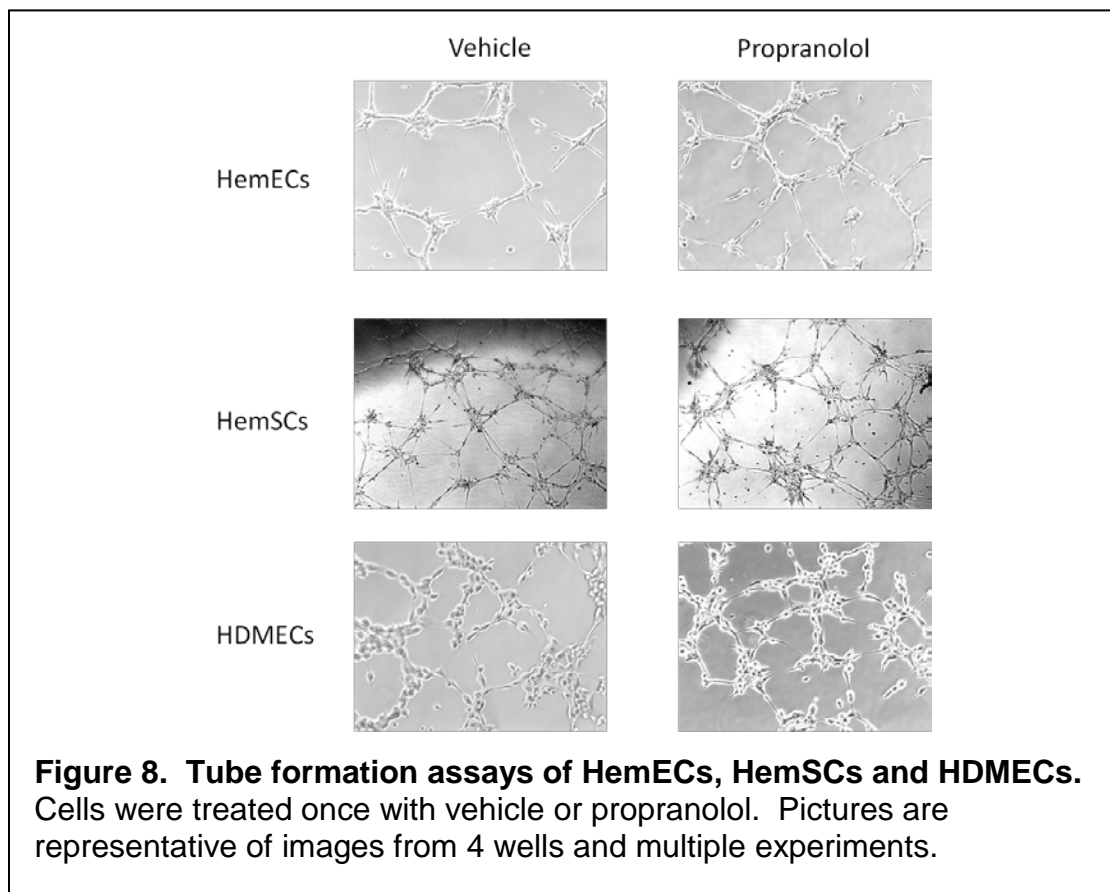 Vehicle Propranolol
HemECs
HemSCs
HDMECs
Figure 8.  Tube formation assays of HemECs, HemSCs and HDMECs.
Cells were treated once with vehicle or propranolol.  Pictures are
representative of images from 4 wells and multiple experiments.